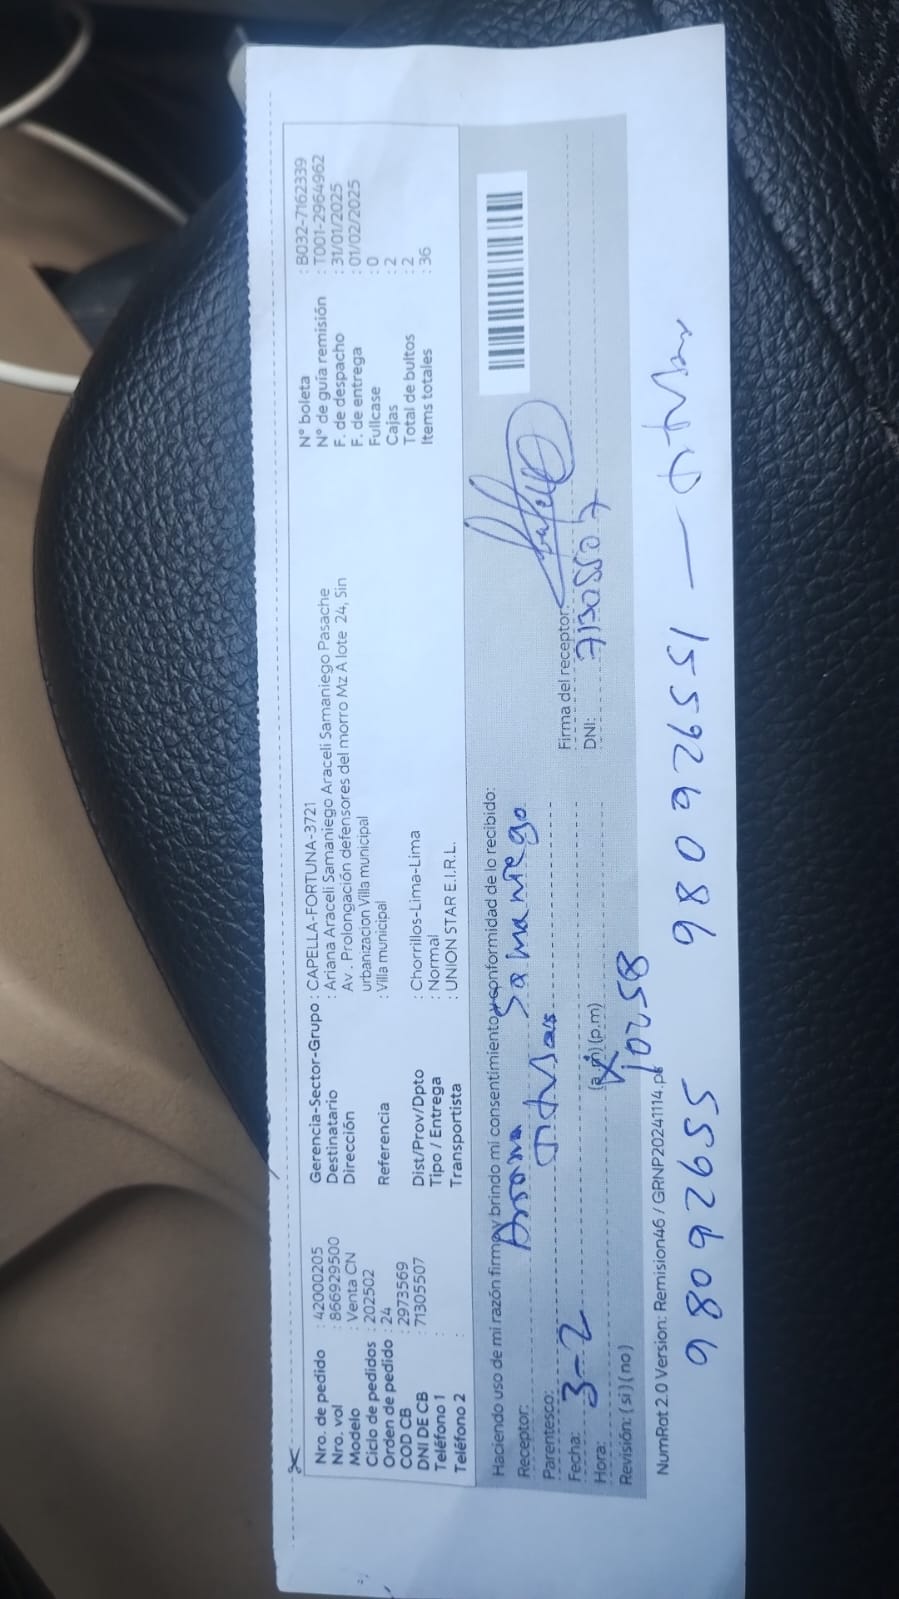 Nro. de pedido : 42000205
Nro. vol : 866929500
Modelo : Venta CN
Ciclo de pedidos : 202502
Orden de pedido : 24
COD CB : 2973569
DNI DE CB : 71305507
Teléfono 1 :
Teléfono 2 :
Gerencia-Sector-Grupo : CAPELLA-FORTUNA-3721
Destinatario : Ariana Araceli Samaniego Araceli Samaniego Pasache
Dirección Av. Prolongación defensores del morro Mz A lote 24, Sin
urbanizacion Villa municipal
Referencia : Villa municipal
Dist/Prov/Dpto : Chorrillos-Lima-Lima
Tipo / Entrega : Normal
Transportista : UNION STAR E.I.R.L.
N° boleta : B032-7162339
N° de guía remisión : T001-2964962
F. de despacho : 31/01/2025
F. de entrega : 01/02/2025
Fullcase : 0
Cajas : 2
Total de bultos : 2
Items totales : 36
Haciendo uso de mi razón firmo y brindo mi consentimiento y conformidad de lo recibido:
Receptor: Ariana Samaniego
Parentesco: titular
Fecha: 3-2
Hora: 10:58 (a.m) (p.m)
Revisión: ( si ) ( no )
Firma del receptor:
DNI: 71305507
NumRot 2.0 Version: Remision46 / GRNP20241114.p
98092655 980926551 — titular